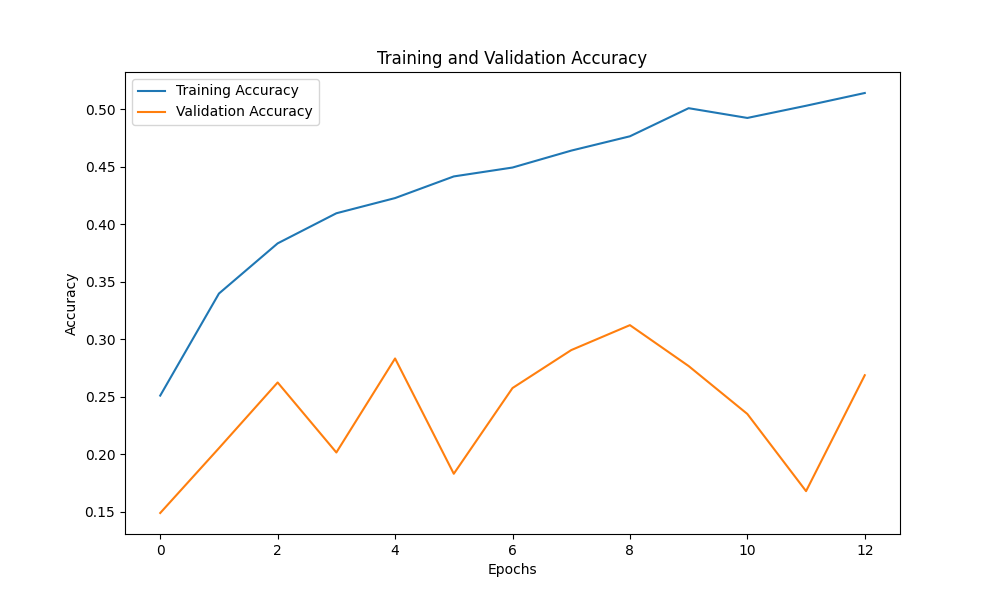 Training and Validation Accuracy
Training Accuracy
Validation Accuracy
0.50
0.45
0.40
0.35
0.30
0.25
0.20
0.15
Accuracy
0 2 4 6 8 10 12
Epochs